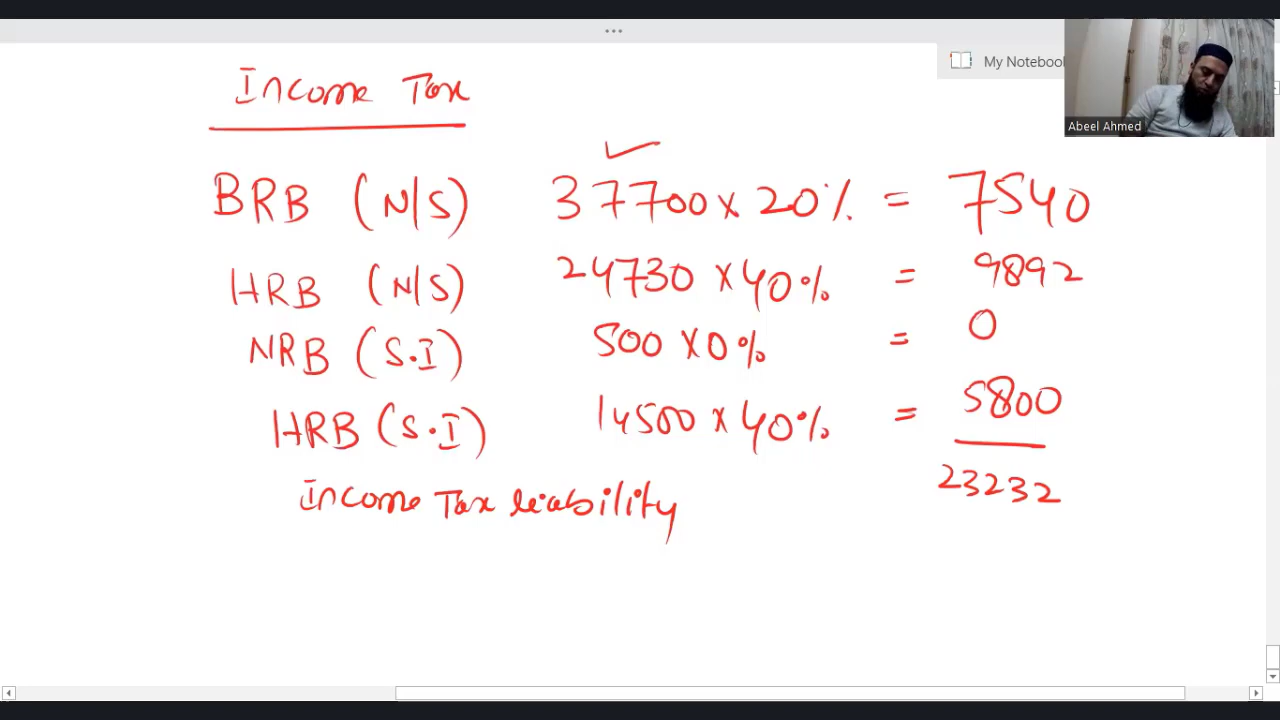 My Notebook
Abeel Ahmed
Income Tax
BRB (N/S) 37700 x 20% = 7540
HRB (N/S) 24730 x 40% = 9892
NRB (S.I) 500 x 0% = 0
HRB (S.I) 14500 x 40% = 5800
Income Tax liability 23232